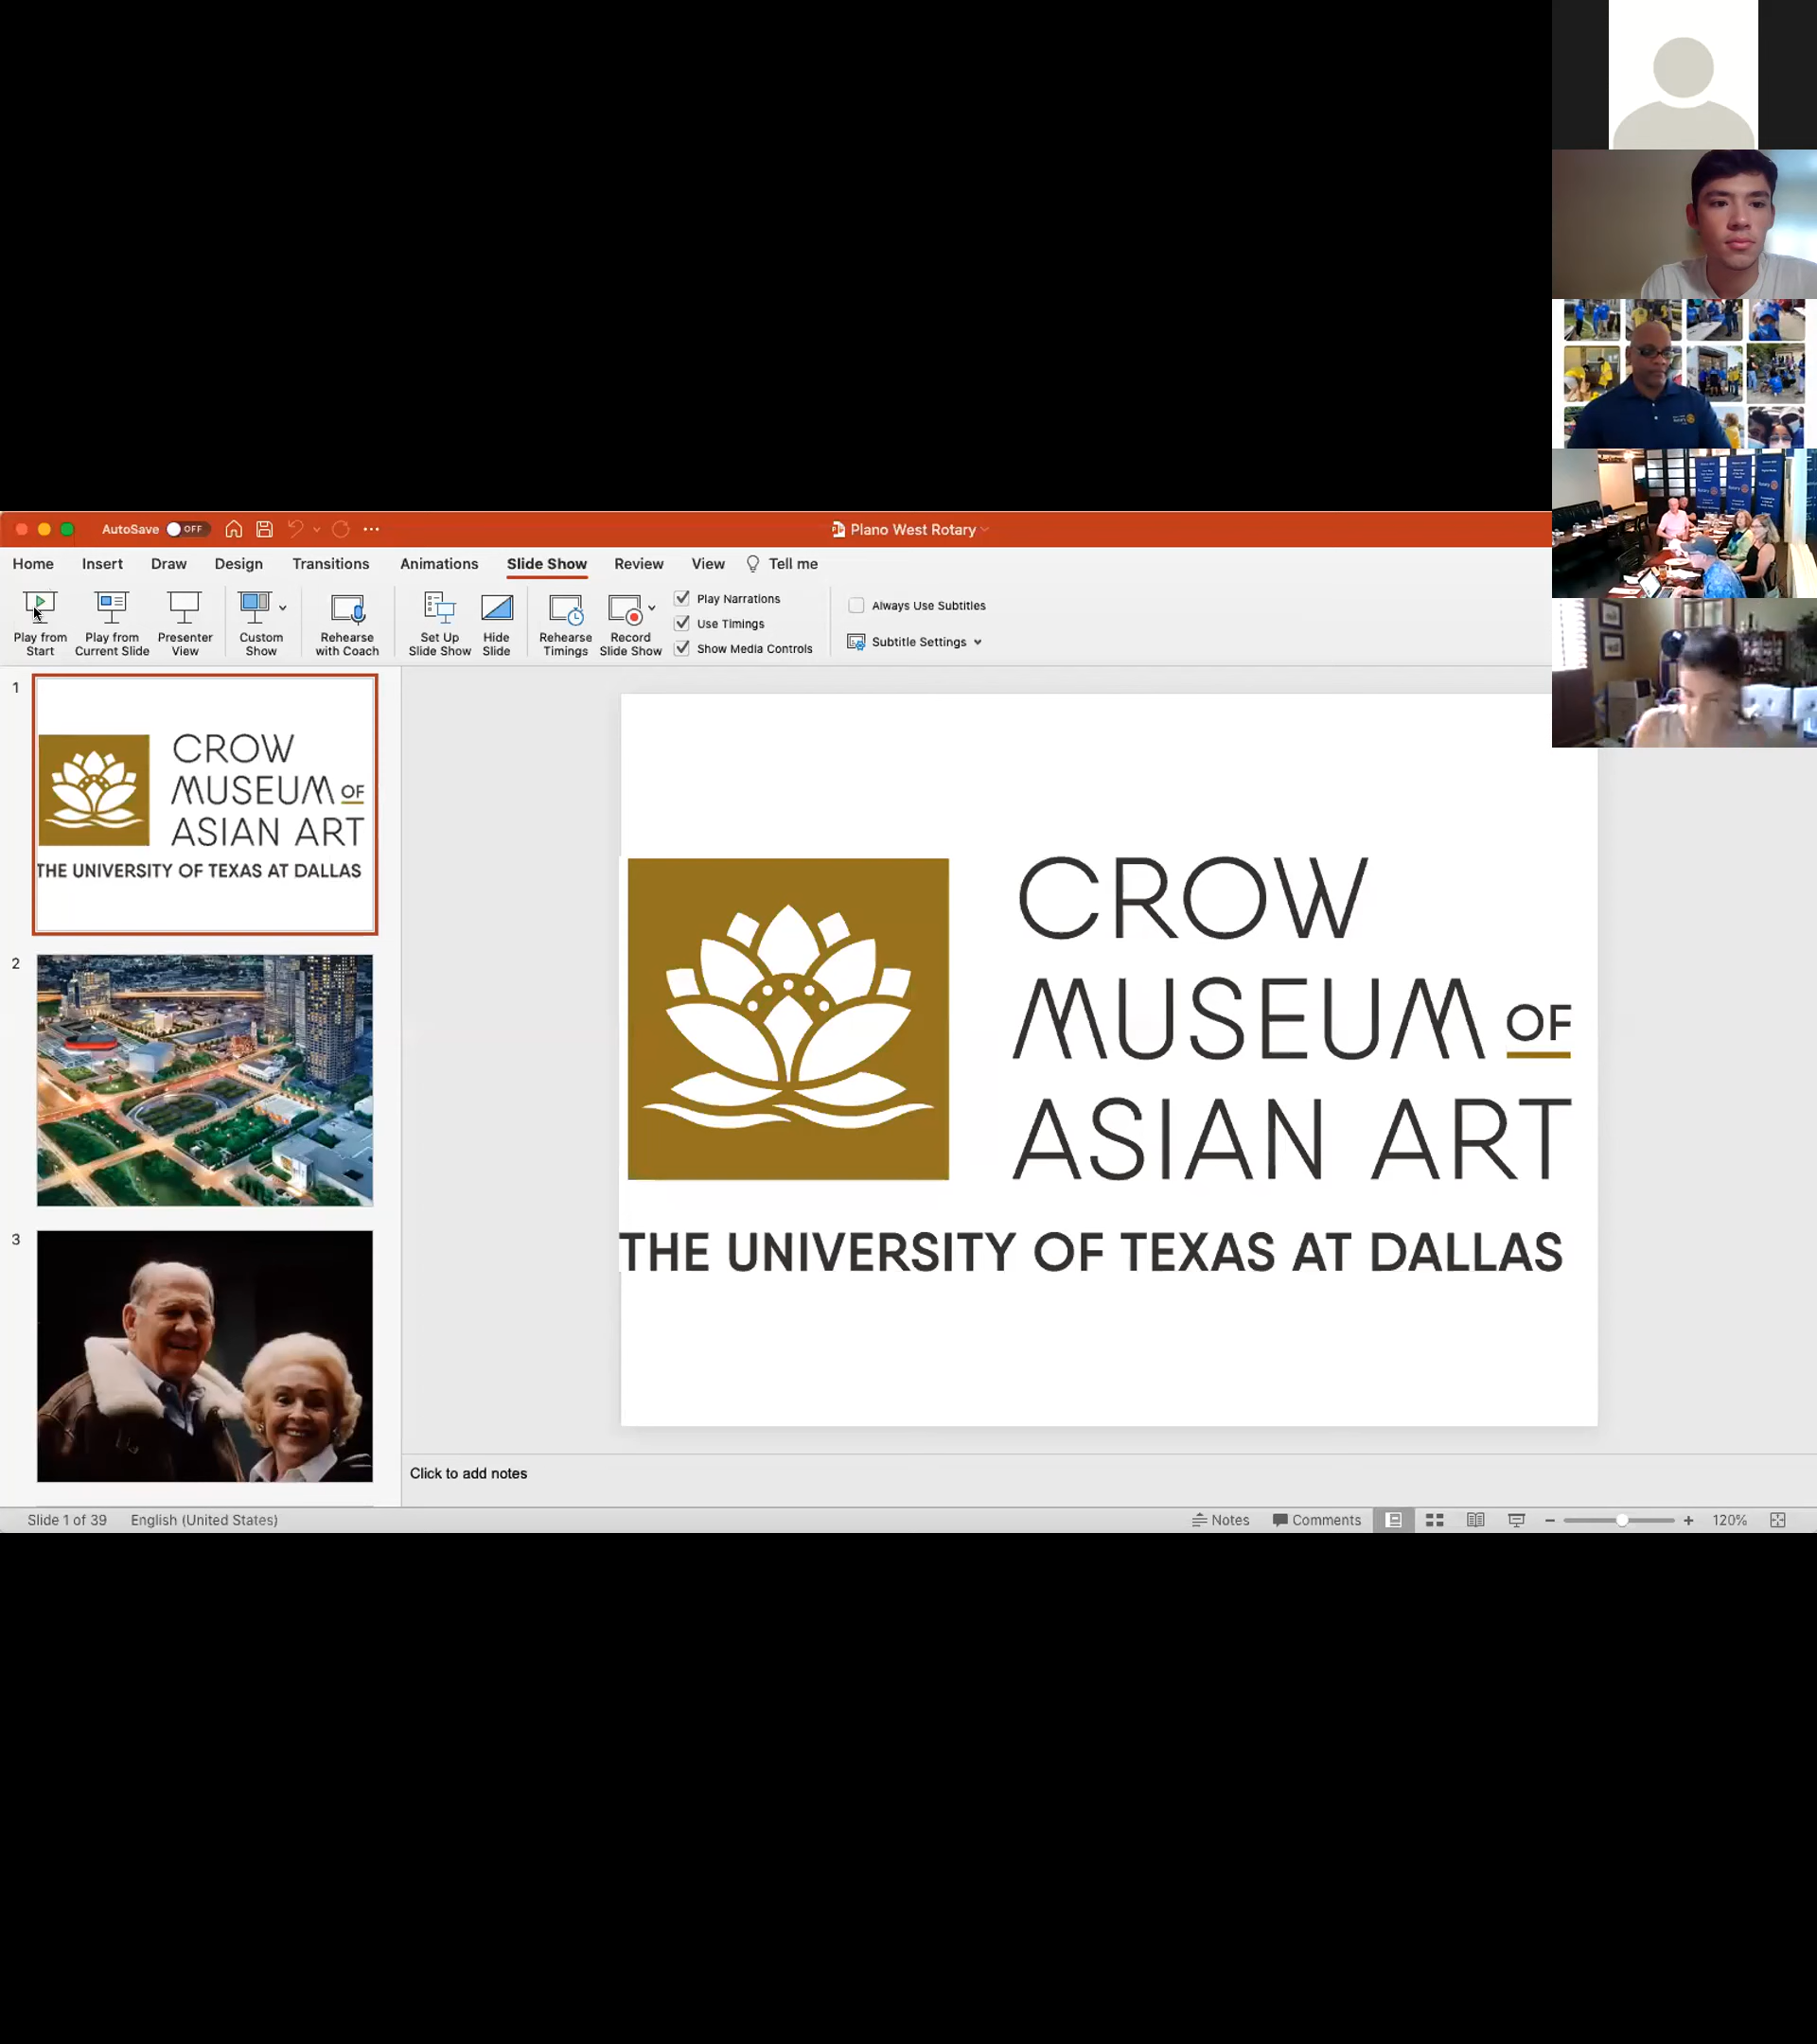 AutoSave OFF
Plano West Rotary
Home Insert Draw Design Transitions Animations Slide Show Review View Tell me
Play from Start
Play from Current Slide
Presenter View
Custom Show
Rehearse with Coach
Set Up Slide Show
Hide Slide
Rehearse Timings
Record Slide Show
Play Narrations
Use Timings
Show Media Controls
Always Use Subtitles
Subtitle Settings
1
CROW
MUSEUM OF
ASIAN ART
THE UNIVERSITY OF TEXAS AT DALLAS
2
3
CROW
MUSEUM OF
ASIAN ART
THE UNIVERSITY OF TEXAS AT DALLAS
Click to add notes
Slide 1 of 39 English (United States) Notes Comments 120%
Rotary
Rotary
Rotary